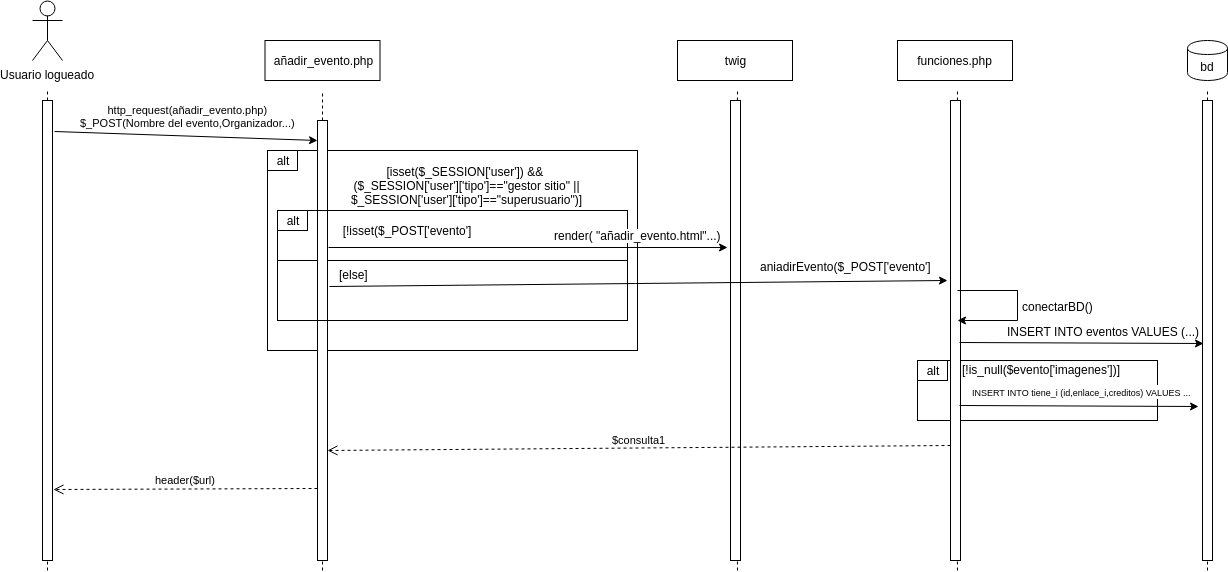 Usuario logueado
añadir_evento.php
twig
funciones.php
bd
http_request(añadir_evento.php)
$_POST(Nombre del evento,Organizador...)
alt
[isset($_SESSION['user']) &&
($_SESSION['user']['tipo']=="gestor sitio" ||
$_SESSION['user']['tipo']=="superusuario")]
alt
[!isset($_POST['evento']
render( "añadir_evento.html"...)
[else]
aniadirEvento($_POST['evento']
conectarBD()
INSERT INTO eventos VALUES (...)
alt
[!is_null($evento['imagenes'])]
INSERT INTO tiene_i (id,enlace_i,creditos) VALUES ...
$consulta1
header($url)